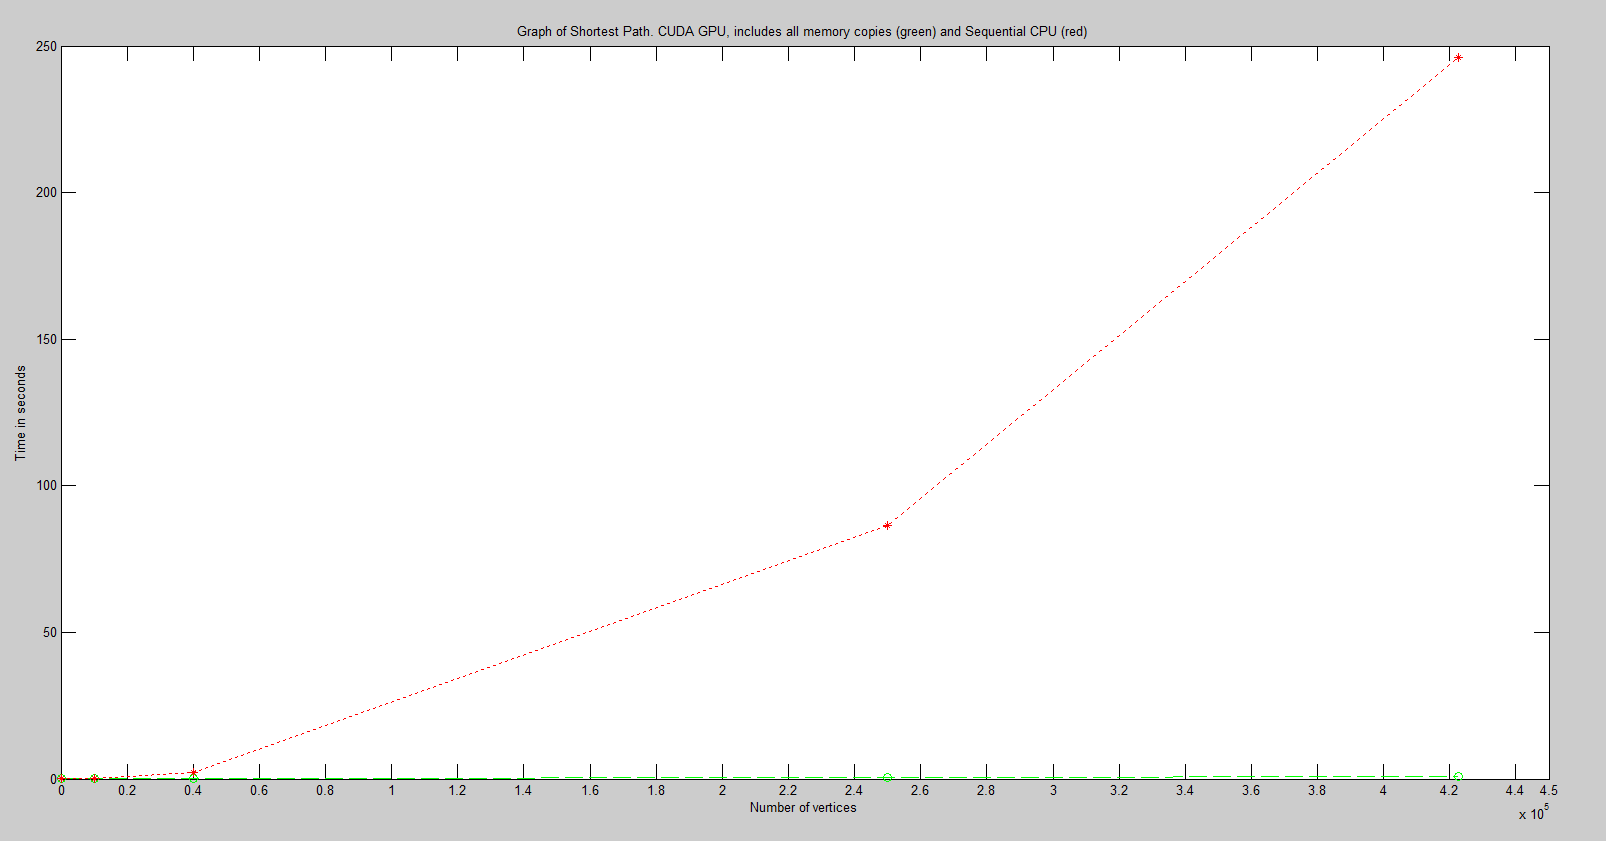 Graph of Shortest Path. CUDA GPU, includes all memory copies (green) and Sequential CPU (red)
250
200
150
100
50
0
Time in seconds
0 0.2 0.4 0.6 0.8 1 1.2 1.4 1.6 1.8 2 2.2 2.4 2.6 2.8 3 3.2 3.4 3.6 3.8 4 4.2 4.4 4.5
Number of vertices
x 10^5